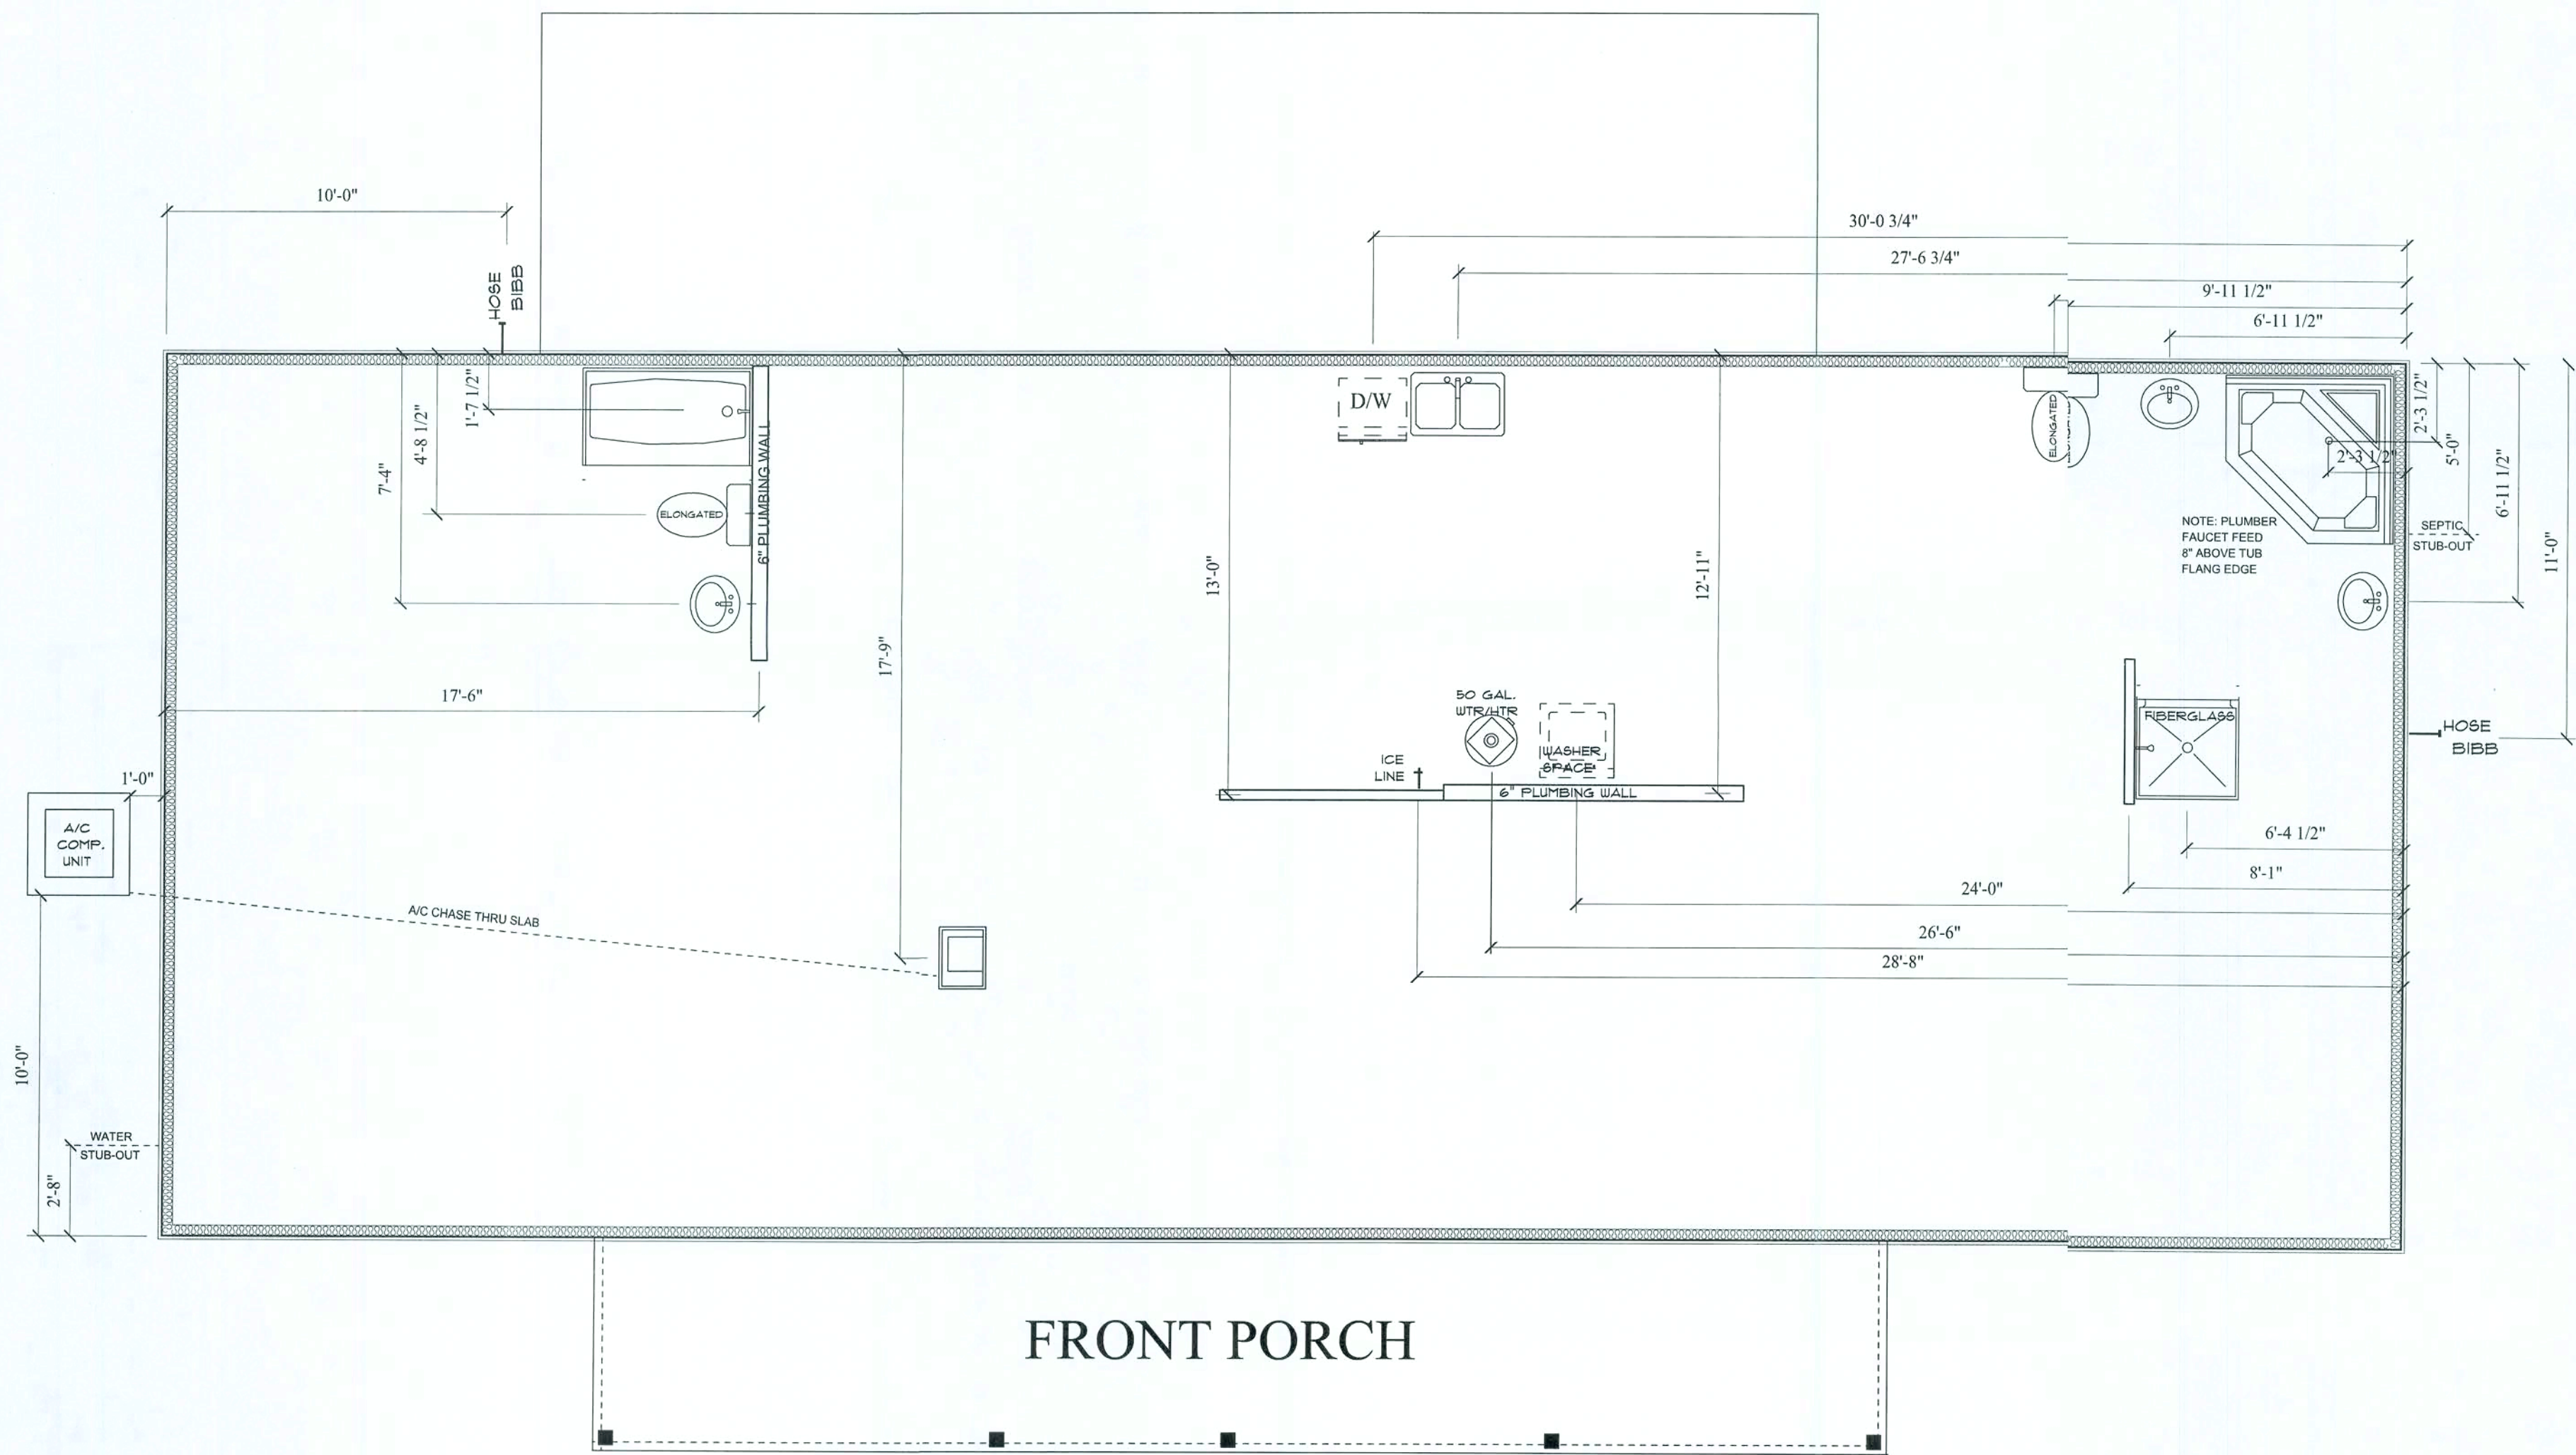 10'-0"
30'-0 3/4"
27'-6 3/4"
9'-11 1/2"
6'-11 1/2"
HOSE
BIBB
1'-7 1/2"
4'-8 1/2"
7'-4"
6" PLUMBING WALL
ELONGATED
17'-6"
17'-9"
D/W
13'-0"
12'-11"
50 GAL.
WTR/HTR
WASHER
SPACE
ICE
LINE
6" PLUMBING WALL
ELONGATED
2'-3 1/2"
2'-3 1/2"
5'-0"
6'-11 1/2"
11'-0"
SEPTIC
STUB-OUT
NOTE: PLUMBER
FAUCET FEED
8" ABOVE TUB
FLANG EDGE
FIBERGLASS
HOSE
BIBB
6'-4 1/2"
8'-1"
24'-0"
26'-6"
28'-8"
1'-0"
A/C
COMP.
UNIT
A/C CHASE THRU SLAB
10'-0"
WATER
STUB-OUT
2'-8"
FRONT PORCH